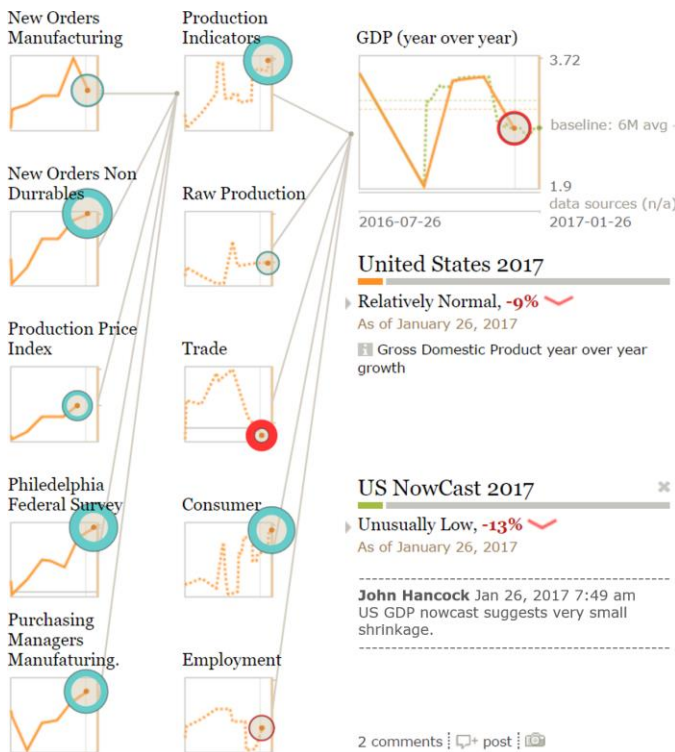 New Orders
Manufacturing
New Orders Non
Durrables
Production Price
Index
Philedelphia
Federal Survey
Purchasing
Managers
Manufaturing.
Production
Indicators
Raw Production
Trade
Consumer
Employment
GDP (year over year)
3.72
baseline: 6M avg -
1.9
data sources (n/a)
2016-07-26
2017-01-26
United States 2017
Relatively Normal, -9%
As of January 26, 2017
i Gross Domestic Product year over year
growth
US NowCast 2017
Unusually Low, -13%
As of January 26, 2017
John Hancock Jan 26, 2017 7:49 am
US GDP nowcast suggests very small
shrinkage.
2 comments + post